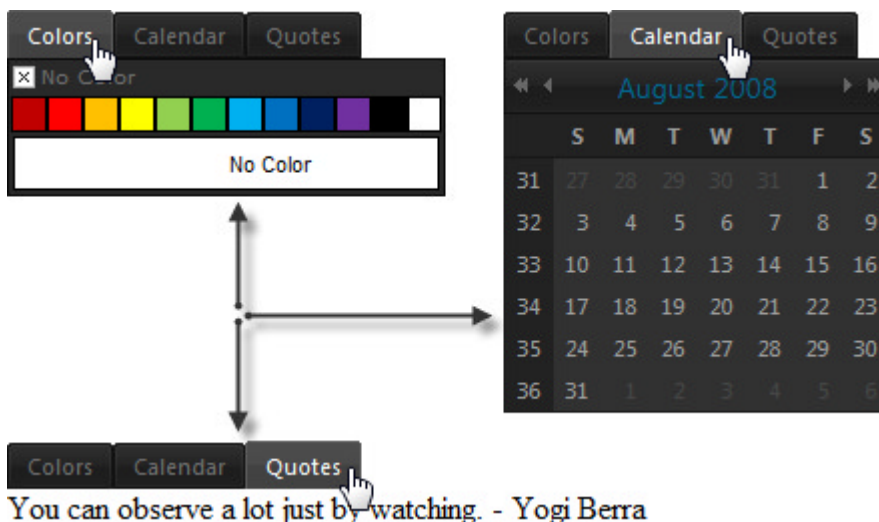 Colors Calendar Quotes
No Color
No Color
Colors Calendar Quotes
August 2008
S M T W T F S
31 27 28 29 30 31 1 2
32 3 4 5 6 7 8 9
33 10 11 12 13 14 15 16
34 17 18 19 20 21 22 23
35 24 25 26 27 28 29 30
36 31 1 2 3 4 5 6
Colors Calendar Quotes
You can observe a lot just by watching. - Yogi Berra